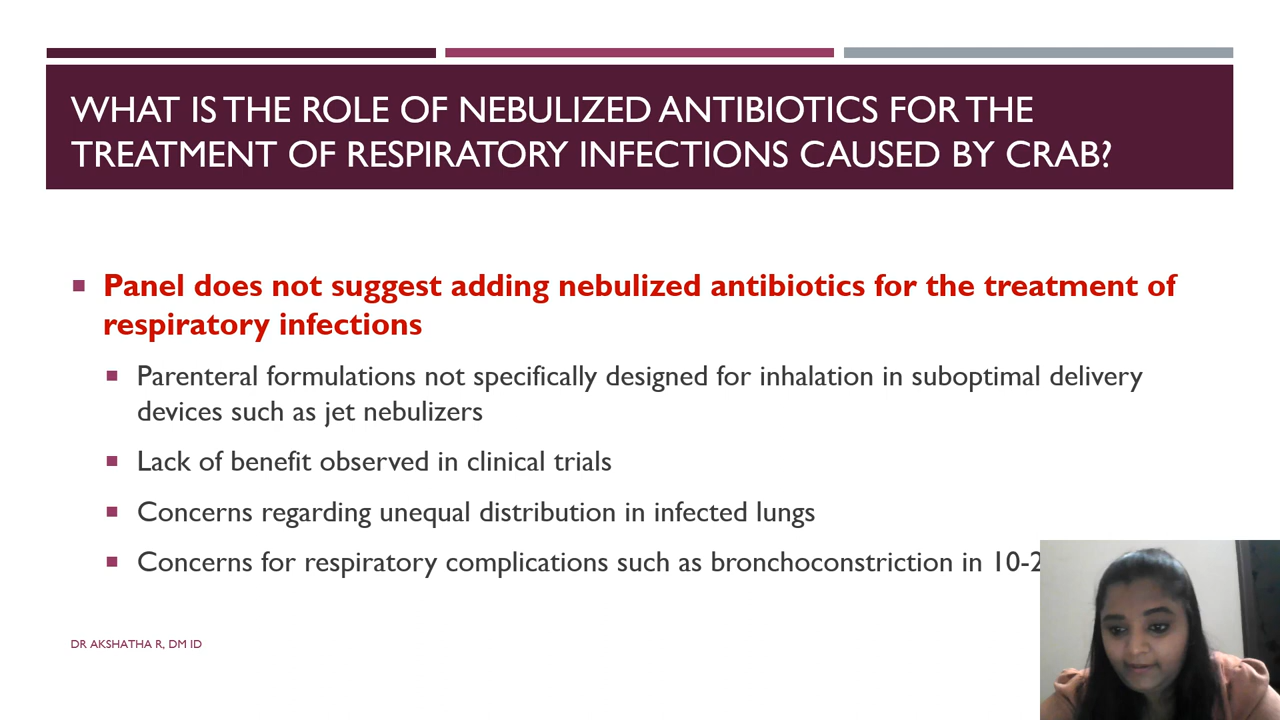 WHAT IS THE ROLE OF NEBULIZED ANTIBIOTICS FOR THE
TREATMENT OF RESPIRATORY INFECTIONS CAUSED BY CRAB?
Panel does not suggest adding nebulized antibiotics for the treatment of
respiratory infections
Parenteral formulations not specifically designed for inhalation in suboptimal delivery
devices such as jet nebulizers
Lack of benefit observed in clinical trials
Concerns regarding unequal distribution in infected lungs
Concerns for respiratory complications such as bronchoconstriction in 10-2
DR AKSHATHA R, DM ID